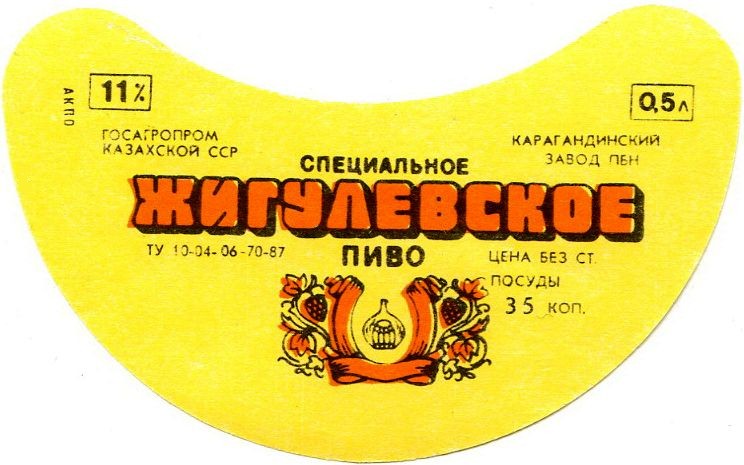 АКПО
11%
0,5л
ГОСАГРОПРОМ
КАЗАХСКОЙ ССР
КАРАГАНДИНСКИЙ
ЗАВОД ПБН
СПЕЦИАЛЬНОЕ
ЖИГУЛЕВСКОЕ
ПИВО
ТУ 10-04-06-70-87
ЦЕНА БЕЗ СТ.
ПОСУДЫ
35 КОП.